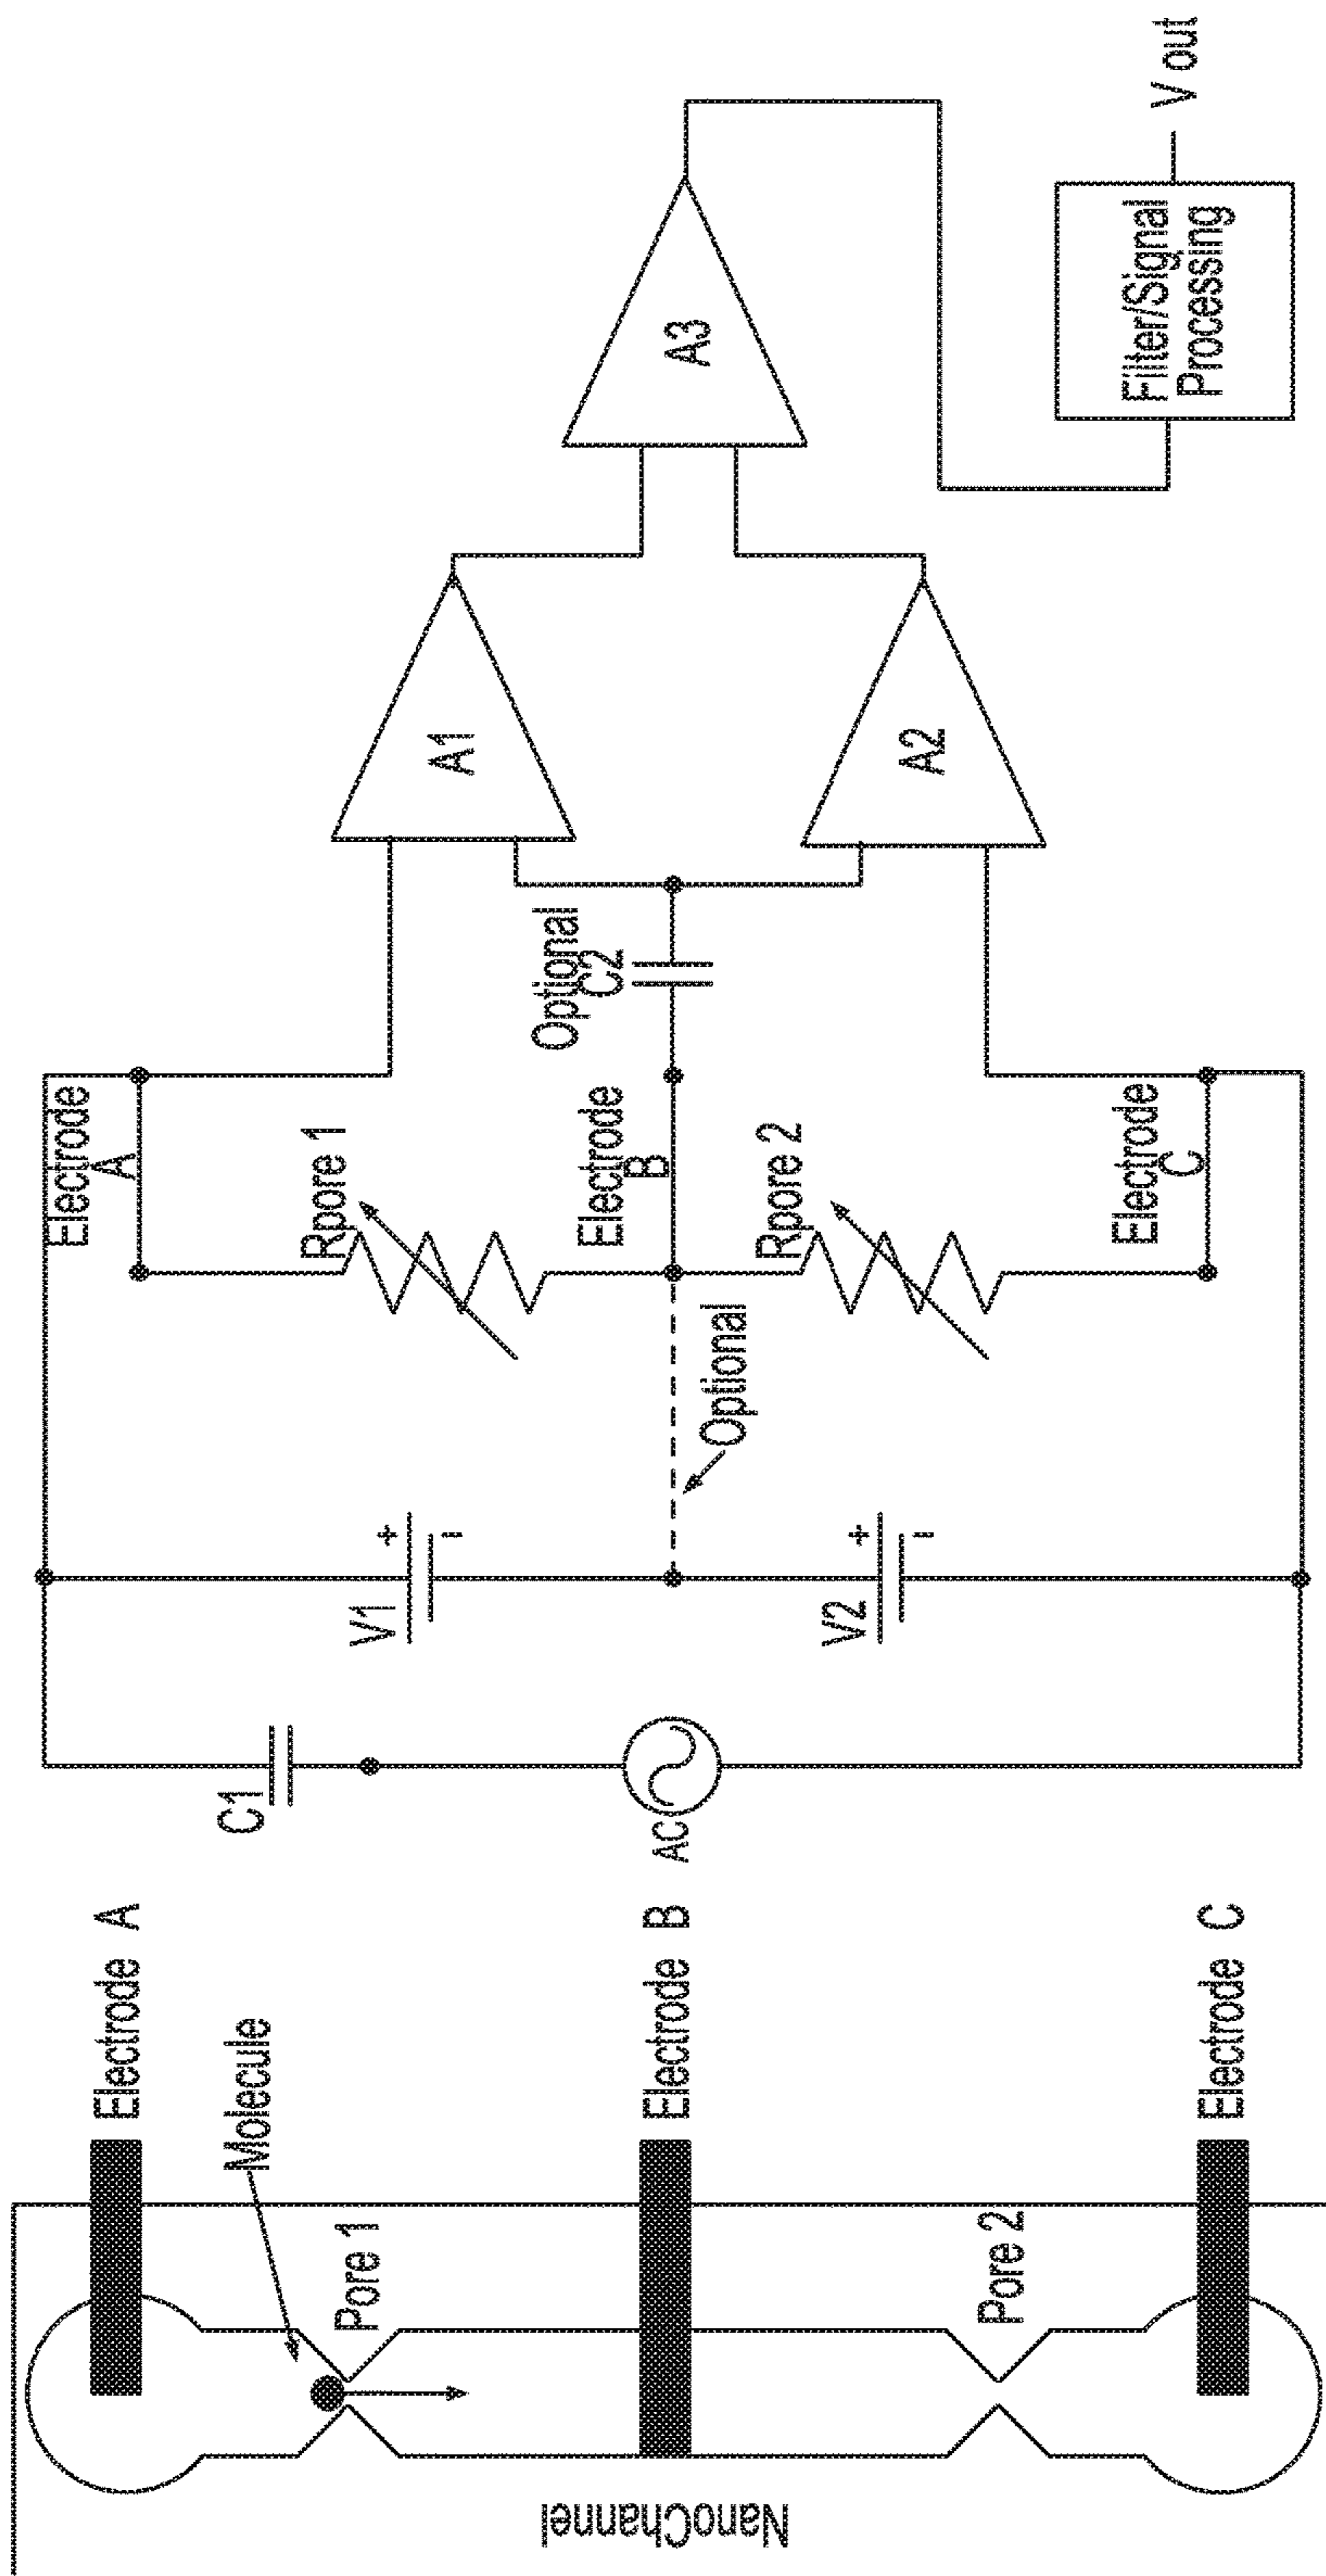 NanoChannel
Electrode A
Molecule
Pore 1
Electrode B
Pore 2
Electrode C
C1
AC
V1
+
-
V2
+
-
Optional
Electrode
A
Rpore 1
Electrode
B
Rpore 2
Electrode
C
Optional
C2
A1
A2
A3
Filter/Signal
Processing
V out